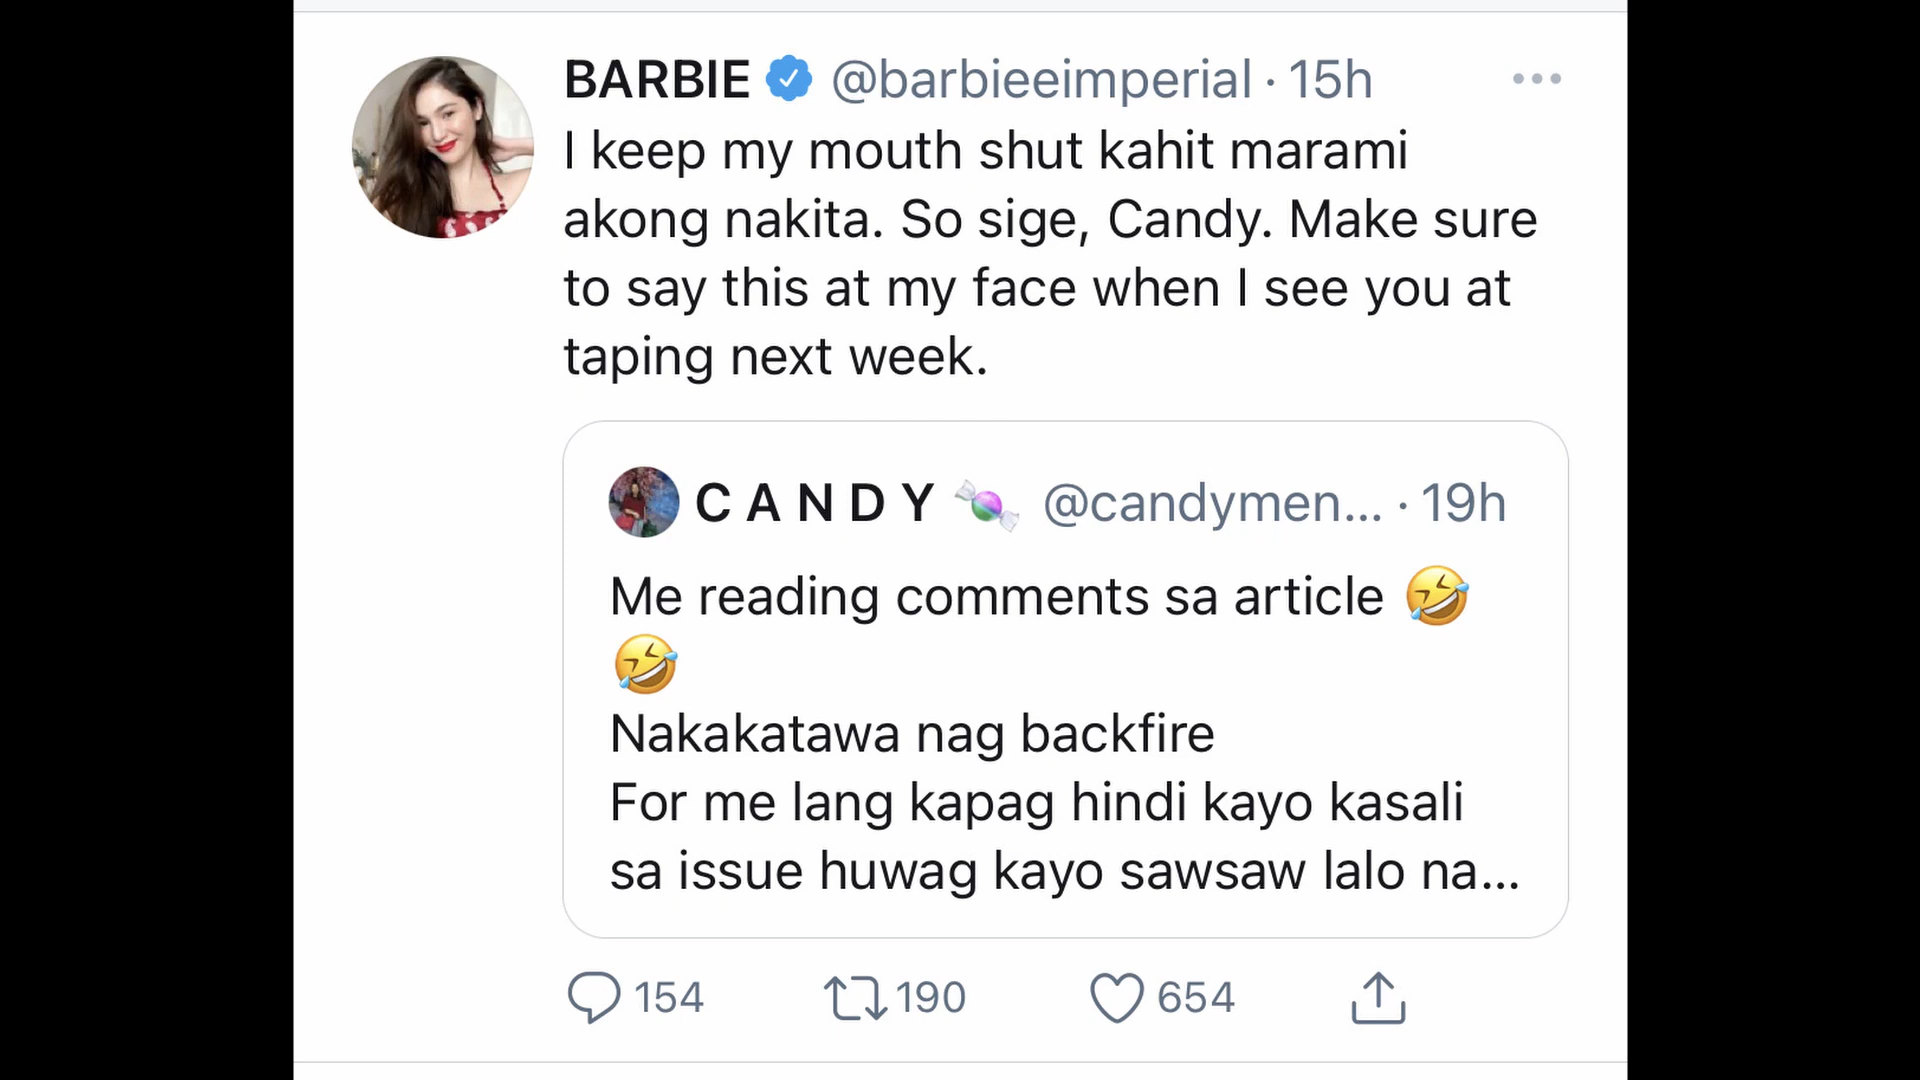 BARBIE @barbieeimperial · 15h
I keep my mouth shut kahit marami
akong nakita. So sige, Candy. Make sure
to say this at my face when I see you at
taping next week.
C A N D Y 🍬 @candymen... · 19h
Me reading comments sa article 🤣
🤣
Nakakatawa nag backfire
For me lang kapag hindi kayo kasali
sa issue huwag kayo sawsaw lalo na...
154 190 654